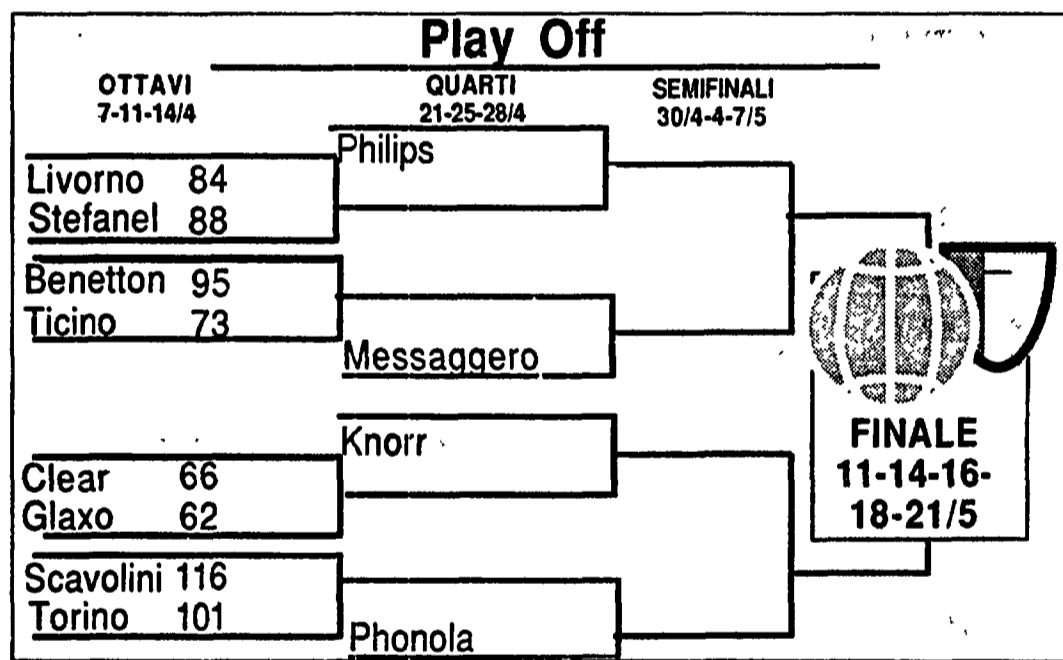 Play Off
OTTAVI
7-11-14/4
QUARTI
21-25-28/4
SEMIFINALI
30/4-4-7/5
Philips
Livorno 84
Stefanel 88
Benetton 95
Ticino 73
Messaggero
Knorr
Clear 66
Glaxo 62
Scavolini 116
Torino 101
Phonola
FINALE
11-14-16-
18-21/5